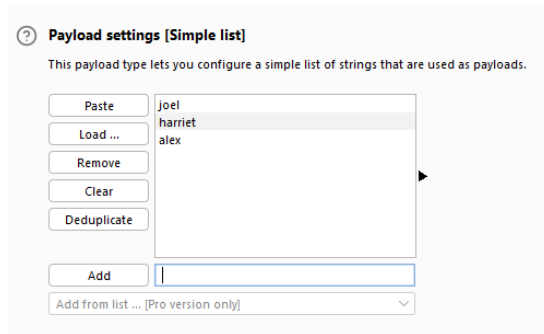 ?
Payload settings [Simple list]
This payload type lets you configure a simple list of strings that are used as payloads.
Paste
joel
Load ...
harriet
alex
Remove
Clear
Deduplicate
Add
Add from list ... [Pro version only]